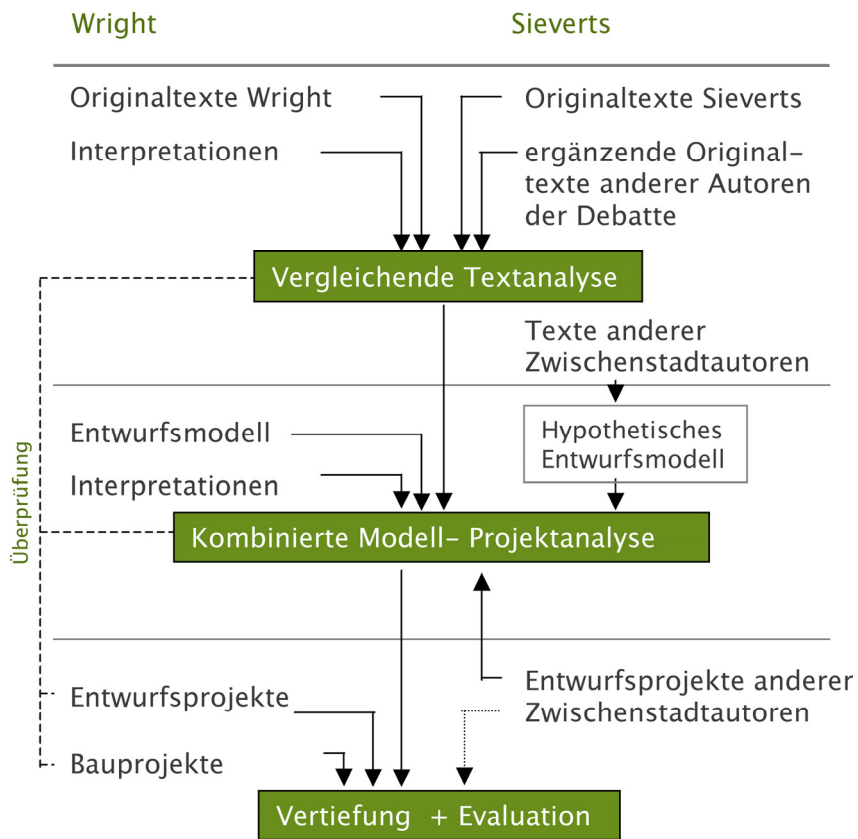 Wright
Sieverts
Originaltexte Wright
Originaltexte Sieverts
Interpretationen
ergänzende Original-
texte anderer Autoren
der Debatte
Vergleichende Textanalyse
Texte anderer
Zwischenstadtautoren
Entwurfsmodell
Hypothetisches
Entwurfsmodell
Interpretationen
Überprüfung
Kombinierte Modell- Projektanalyse
Entwurfsprojekte
Entwurfsprojekte anderer
Zwischenstadtautoren
Bauprojekte
Vertiefung + Evaluation